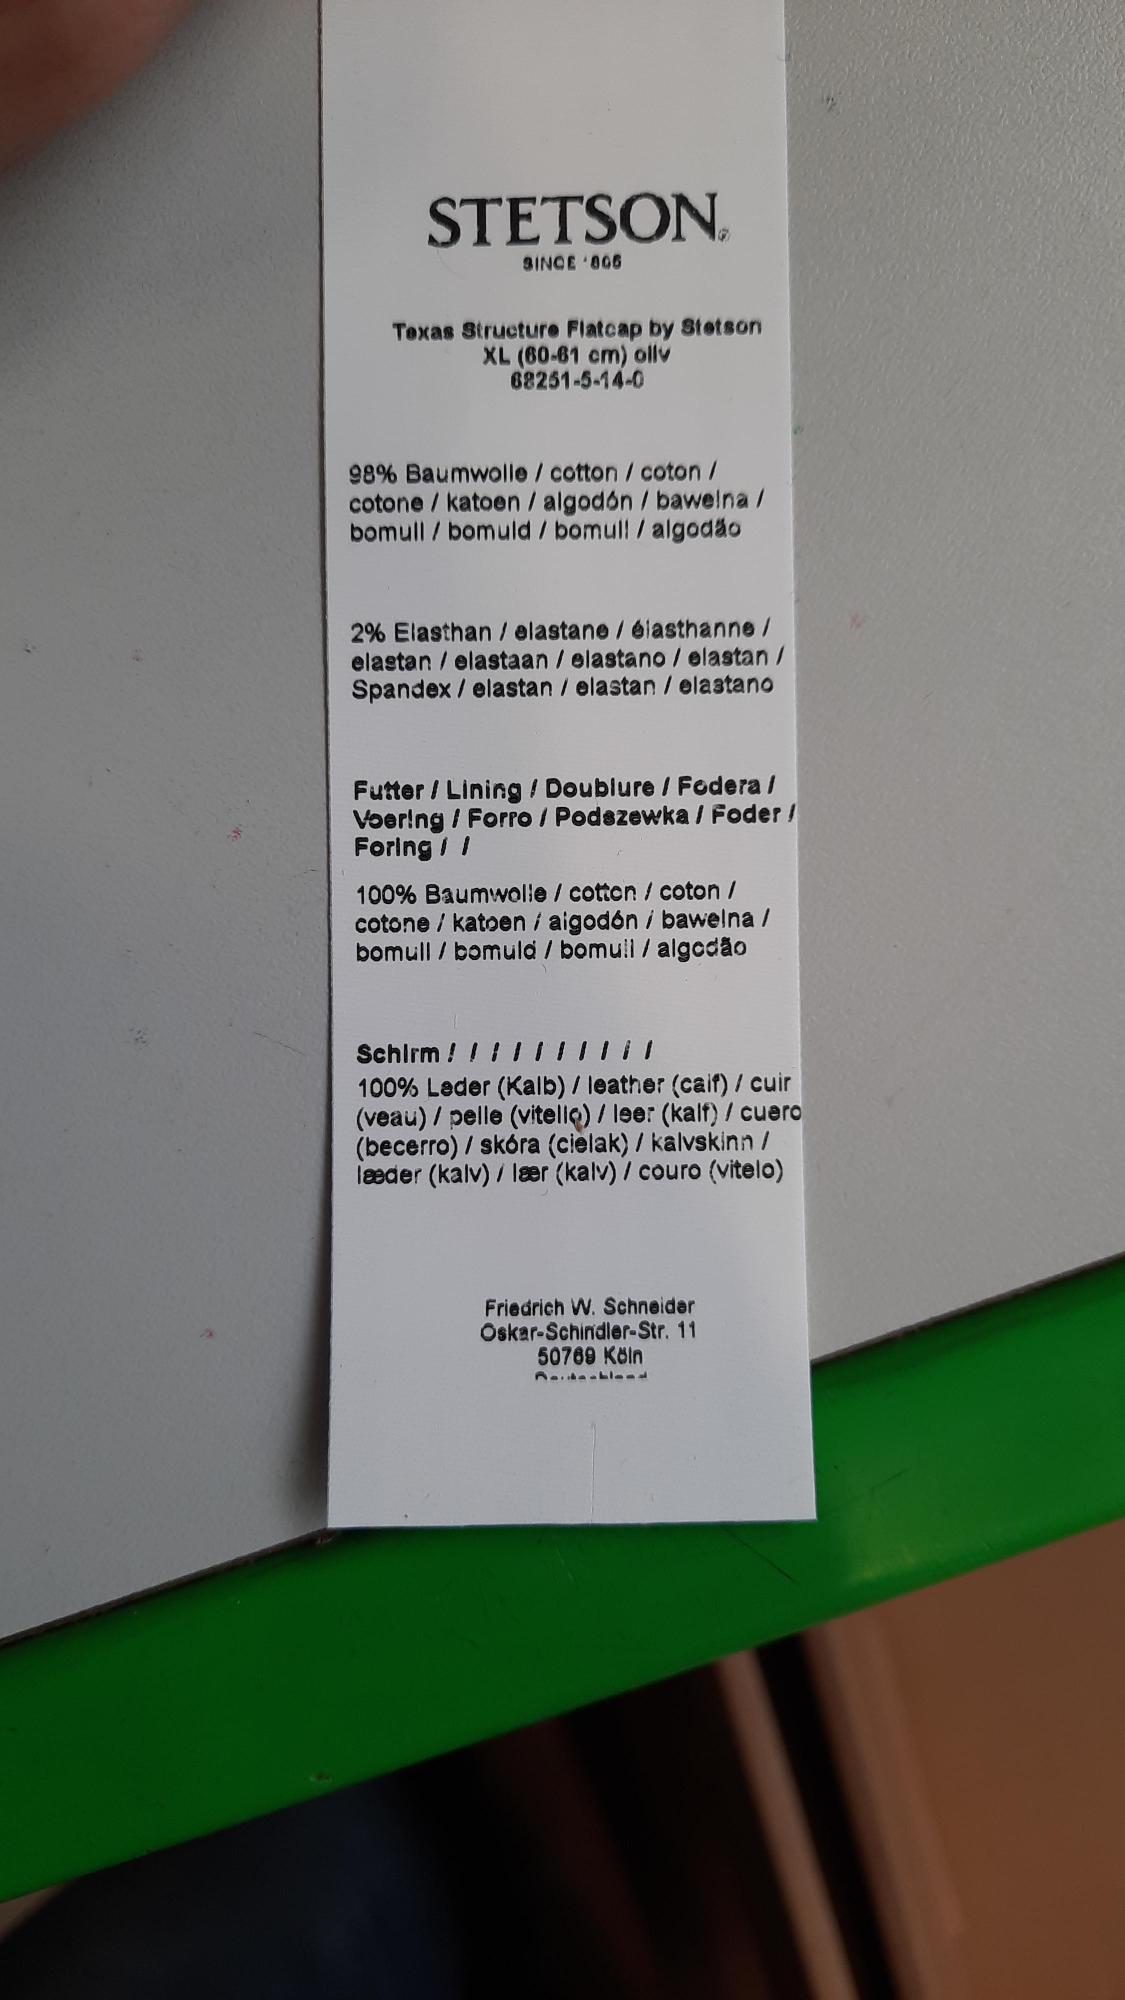 STETSON®
SINCE 1865
Texas Structure Flatcap by Stetson
XL (60-61 cm) oliv
68251-5-14-0
98% Baumwolle / cotton / coton /
cotone / katoen / algodón / bawełna /
bomull / bomuld / bomull / algodão
2% Elasthan / elastane / élasthanne /
elastan / elastaan / elastano / elastan /
Spandex / elastan / elastan / elastano
Futter / Lining / Doublure / Fodera /
Voering / Forro / Podszewka / Foder /
Foring / /
100% Baumwolle / cotton / coton /
cotone / katoen / algodón / bawełna /
bomull / bomuld / bomull / algodão
Schirm / / / / / / / / / /
100% Leder (Kalb) / leather (calf) / cuir
(veau) / pelle (vitello) / leer (kalf) / cuero
(becerro) / skóra (cielak) / kalvskinn /
læder (kalv) / lær (kalv) / couro (vitelo)
Friedrich W. Schneider
Oskar-Schindler-Str. 11
50769 Köln
Deutschland